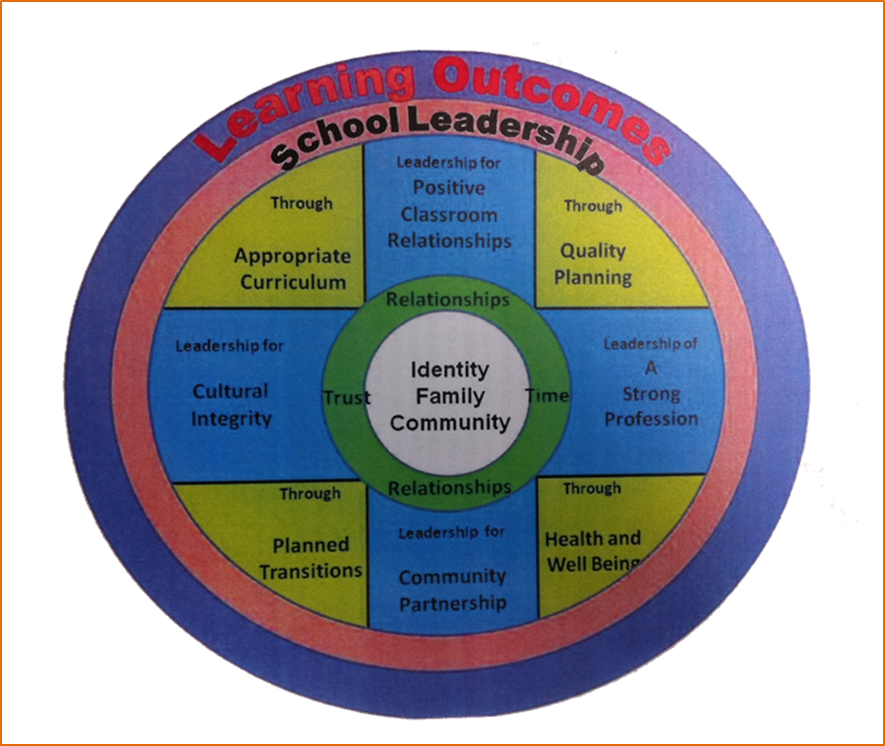 Learning Outcomes
School Leadership
Through
Appropriate
Curriculum
Leadership for
Positive
Classroom
Relationships
Through
Quality
Planning
Leadership for
Cultural
Integrity
Relationships
Trust
Identity
Family
Community
Time
Relationships
Leadership of
A
Strong
Profession
Through
Planned
Transitions
Leadership for
Community
Partnership
Through
Health and
Well Being